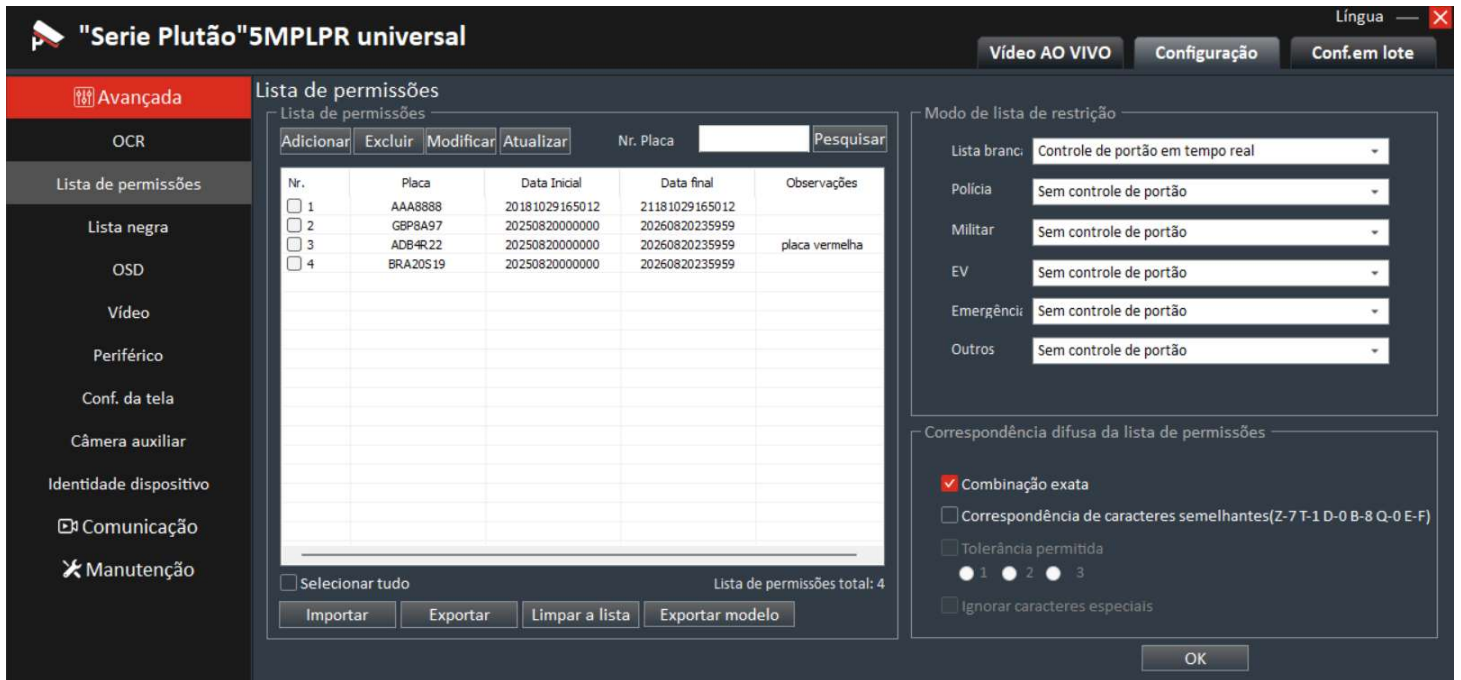 Língua
"Serie Plutão"5MPLPR universal
Vídeo AO VIVO Configuração Conf.em lote
Avançada
OCR
Lista de permissões
Lista negra
OSD
Vídeo
Periférico
Conf. da tela
Câmera auxiliar
Identidade dispositivo
Comunicação
Manutenção
Lista de permissões
Lista de permissões
Adicionar Excluir Modificar Atualizar Nr. Placa Pesquisar
Nr. Placa Data Inicial Data final Observações
1 AAA8888 20181029165012 21181029165012
2 GBP8A97 20250820000000 20260820235959
3 ADB4R22 20250820000000 20260820235959 placa vermelha
4 BRA20S19 20250820000000 20260820235959
Selecionar tudo Lista de permissões total: 4
Importar Exportar Limpar a lista Exportar modelo
Modo de lista de restrição
Lista branca Controle de portão em tempo real
Polícia Sem controle de portão
Militar Sem controle de portão
EV Sem controle de portão
Emergência Sem controle de portão
Outros Sem controle de portão
Correspondência difusa da lista de permissões
Combinação exata
Correspondência de caracteres semelhantes(Z-7 T-1 D-0 B-8 Q-0 E-F)
Tolerância permitida
1 2 3
Ignorar caracteres especiais
OK